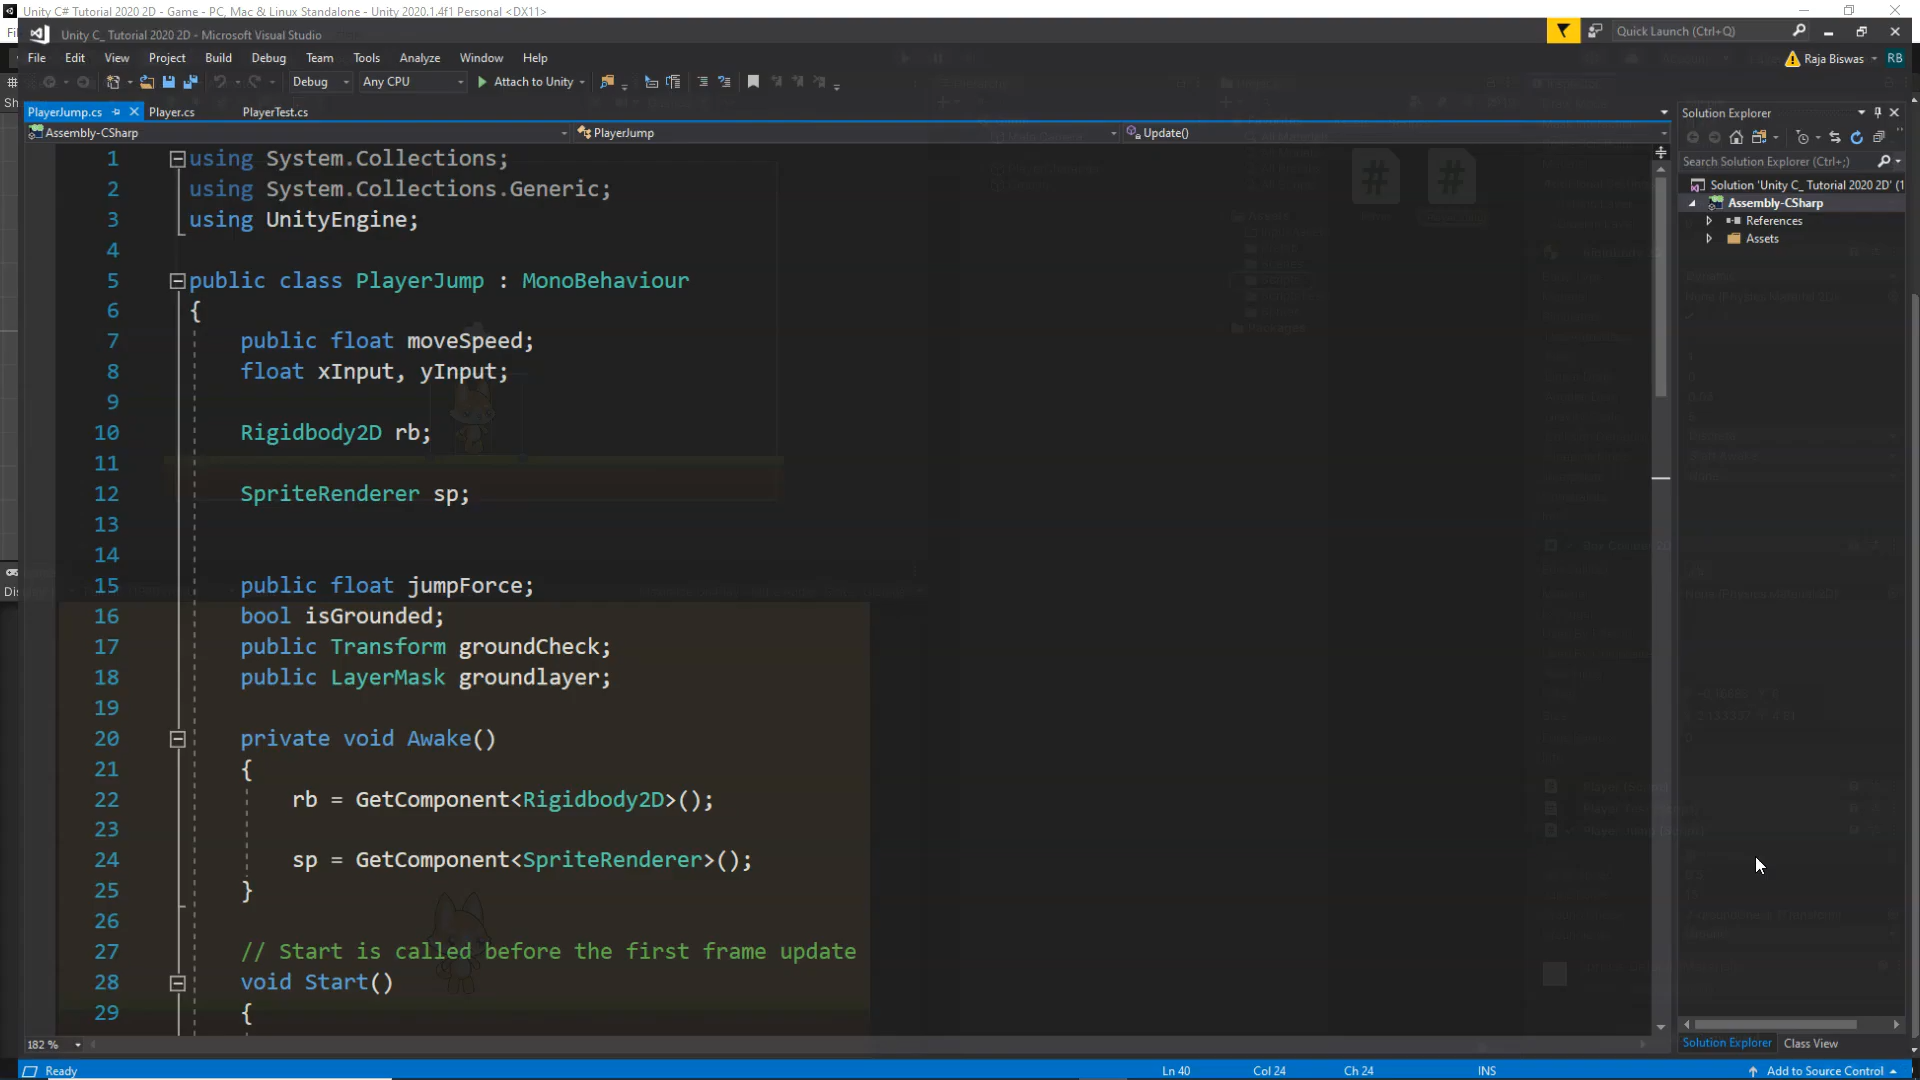 Unity C# Tutorial 2020 2D - Game - PC, Mac & Linux Standalone - Unity 2020.1.4f1 Personal <DX11>
Unity C_ Tutorial 2020 2D - Microsoft Visual Studio
Quick Launch (Ctrl+Q)
File Edit View Project Build Debug Team Tools Analyze Window Help
Raja Biswas RB
Debug Any CPU Attach to Unity
PlayerJump.cs Player.cs PlayerTest.cs
Assembly-CSharp PlayerJump Update()
1 using System.Collections;
2 using System.Collections.Generic;
3 using UnityEngine;
4
5 public class PlayerJump : MonoBehaviour
6 {
7 public float moveSpeed;
8 float xInput, yInput;
9
10 Rigidbody2D rb;
11
12 SpriteRenderer sp;
13
14
15 public float jumpForce;
16 bool isGrounded;
17 public Transform groundCheck;
18 public LayerMask groundlayer;
19
20 private void Awake()
21 {
22 rb = GetComponent<Rigidbody2D>();
23
24 sp = GetComponent<SpriteRenderer>();
25 }
26
27 // Start is called before the first frame update
28 void Start()
29 {
Solution Explorer
Search Solution Explorer (Ctrl+;)
Solution 'Unity C_ Tutorial 2020 2D' (1
Assembly-CSharp
References
Assets
182 %
Solution Explorer Class View
Ready Ln 40 Col 24 Ch 24 INS Add to Source Control